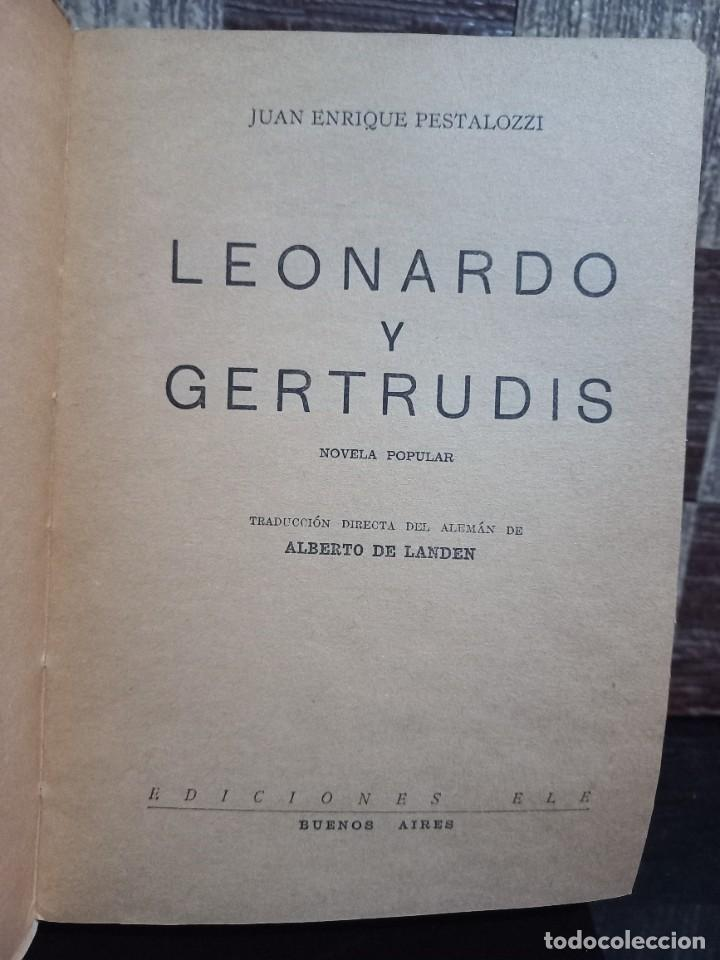 JUAN ENRIQUE PESTALOZZI
LEONARDO
Y
GERTRUDIS
NOVELA POPULAR
TRADUCCIÓN DIRECTA DEL ALEMÁN DE
ALBERTO DE LANDEN
EDICIONES ELE
BUENOS AIRES
todocoleccion